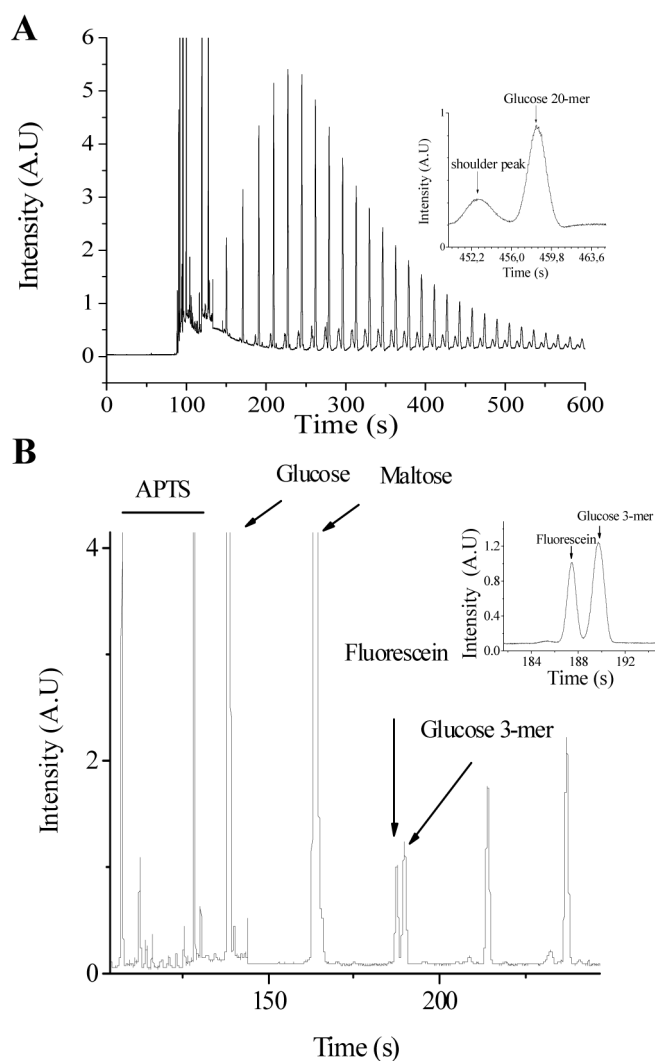 A
6
5
4
3
2
1
0
Intensity (A.U)
0 100 200 300 400 500 600
Time (s)
1
0
Intensity (A.U)
Glucose 20-mer
shoulder peak
452,2 456,0 459,8 463,6
Time (s)
B
APTS
Glucose Maltose
4
2
0
Intensity (A.U)
Fluorescein
Glucose 3-mer
150 200
Time (s)
Glucose 3-mer
Fluorescein
1.2
0.8
0.4
0.0
Intensity (A.U)
184 188 192
Time (s)